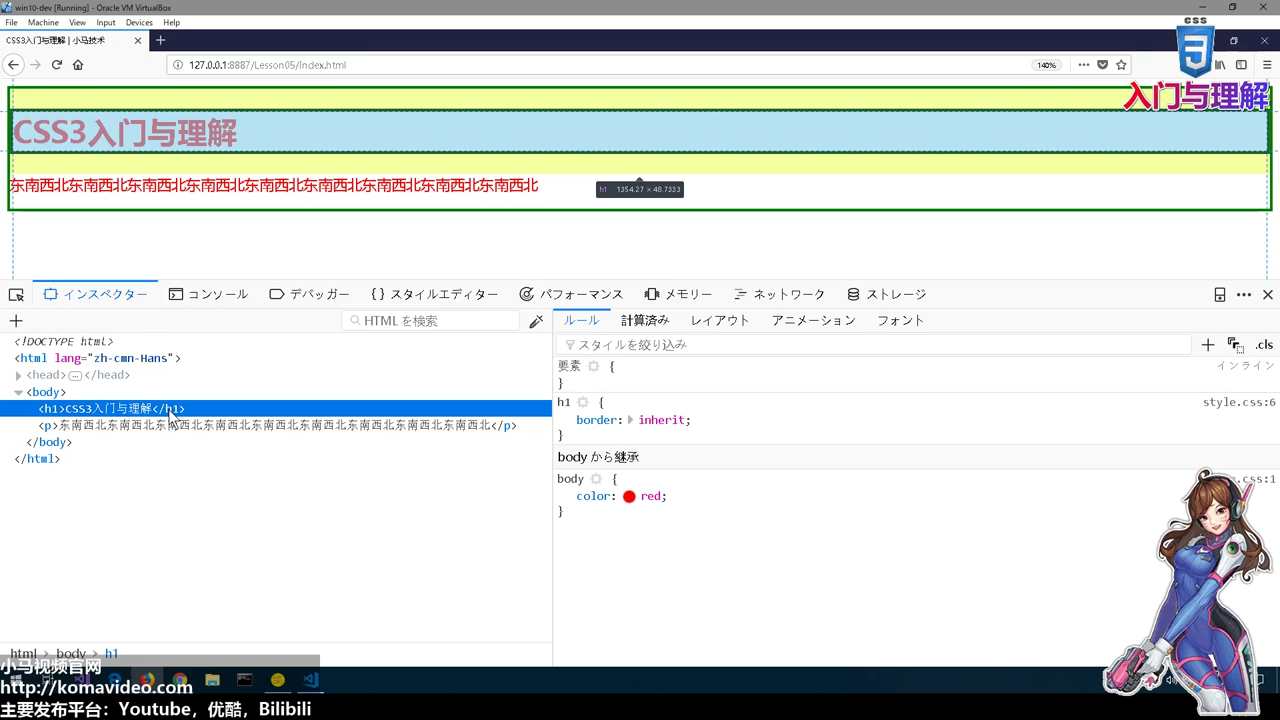 win10-dev [Running] - Oracle VM VirtualBox
File Machine View Input Devices Help
CSS
CSS3入门与理解 | 小马技术
127.0.0.1:8887/Lesson05/index.html
140%
入门与理解
CSS3入门与理解
东南西北东南西北东南西北东南西北东南西北东南西北东南西北东南西北东南西北
h1 1354.27 × 48.7333
インスペクター コンソール デバッガー {} スタイルエディター パフォーマンス メモリー ネットワーク ストレージ
HTML を検索
ルール 計算済み レイアウト アニメーション フォント
スタイルを絞り込み
.cls
<!DOCTYPE html>
<html lang="zh-cmn-Hans">
<head></head>
<body>
<h1>CSS3入门与理解</h1>
<p>东南西北东南西北东南西北东南西北东南西北东南西北东南西北东南西北东南西北</p>
</body>
</html>
要素 {
インライン
}
h1 {
style.css:6
border: inherit;
}
body から継承
body {
.css:1
color: red;
}
html body h1
小马视频官网
http://komavideo.com
主要发布平台：Youtube，优酷，Bilibili